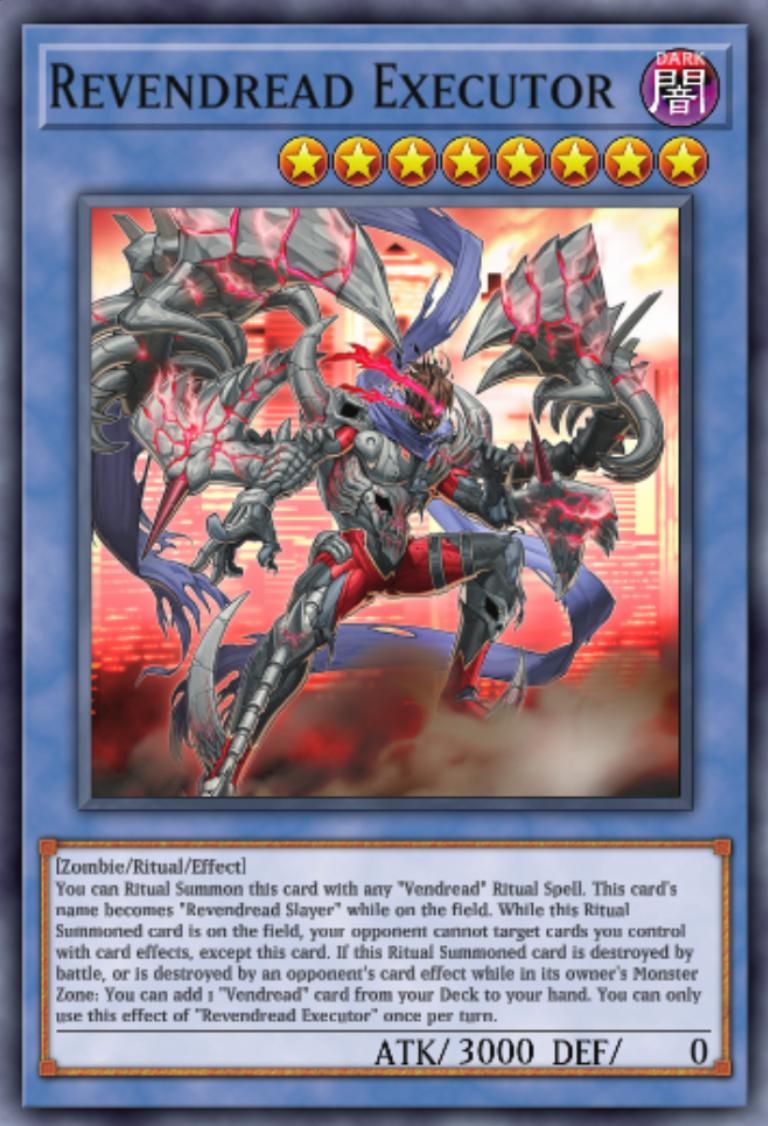 REVENDREAD EXECUTOR
DARK
闇
[Zombie/Ritual/Effect]
You can Ritual Summon this card with any "Vendread" Ritual Spell. This card's
name becomes "Revendread Slayer" while on the field. While this Ritual
Summoned card is on the field, your opponent cannot target cards you control
with card effects, except this card. If this Ritual Summoned card is destroyed by
battle, or is destroyed by an opponent's card effect while in its owner's Monster
Zone: You can add 1 "Vendread" card from your Deck to your hand. You can only
use this effect of "Revendread Executor" once per turn.
ATK/ 3000 DEF/ 0